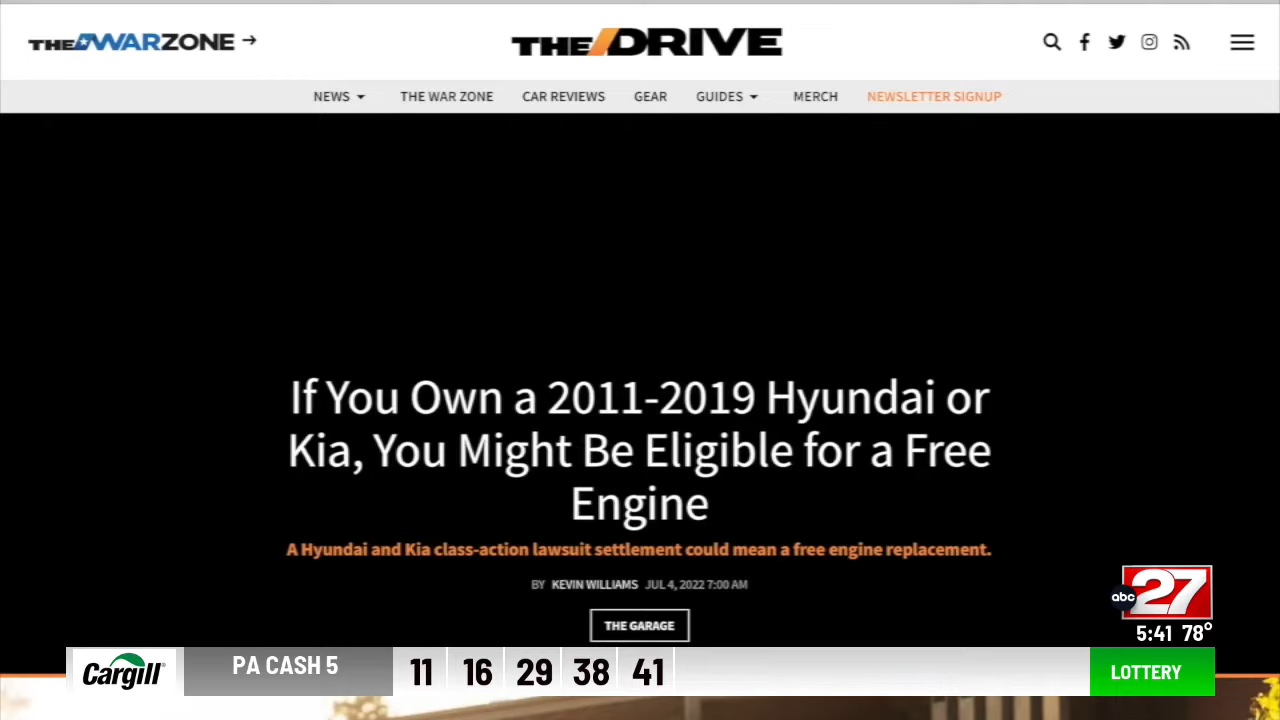 THE WAR ZONE
THE DRIVE
NEWS
THE WAR ZONE
CAR REVIEWS
GEAR
GUIDES
MERCH
NEWSLETTER SIGNUP
If You Own a 2011-2019 Hyundai or
Kia, You Might Be Eligible for a Free
Engine
A Hyundai and Kia class-action lawsuit settlement could mean a free engine replacement.
BY KEVIN WILLIAMS JUL 4, 2022 7:00 AM
THE GARAGE
abc 27
5:41 78°
Cargill
PA CASH 5
11 16 29 38 41
LOTTERY